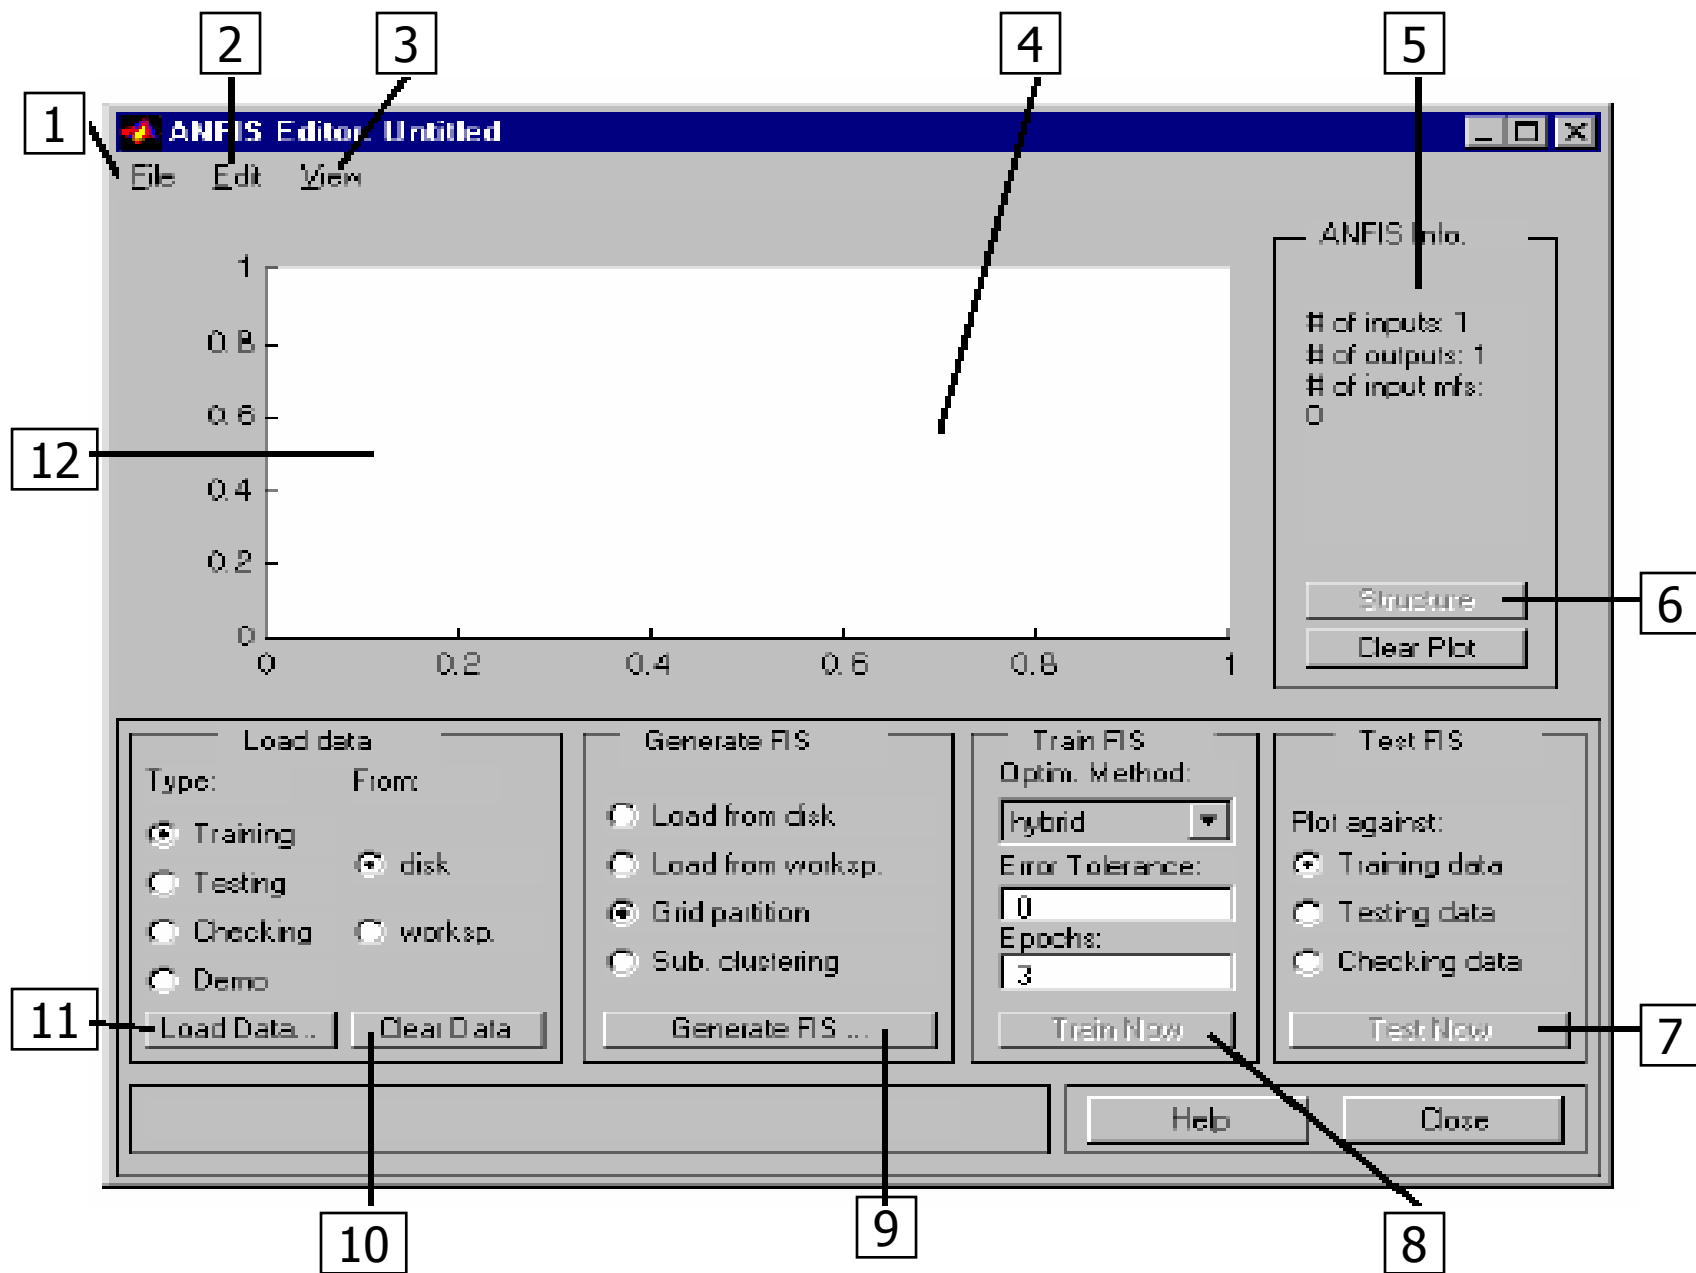 2 3 4 5
1
ANFIS Editor: Untitled
File Edit View
ANFIS Info.
1
0.8
0.6
0.4
0.2
0
0 0.2 0.4 0.6 0.8 1
# of inputs: 1
# of outputs: 1
# of input mfs:
0
12
Structure
6
Clear Plot
Load data
Type: From:
Training
Testing
Checking
Demo
disk
worksp.
Load Data...
Clear Data
11
Generate FIS
Load from disk
Load from worksp.
Grid partition
Sub. clustering
Generate FIS ...
Train FIS
Optim. Method:
hybrid
Error Tolerance:
0
Epochs:
3
Train Now
Test FIS
Plot against:
Training data
Testing data
Checking data
Test Now
7
Help Close
10 9 8